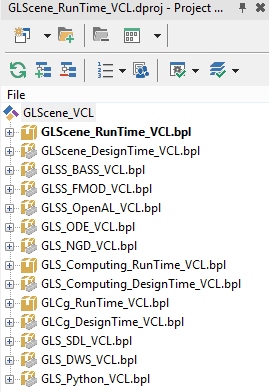 GLScene_RunTime_VCL.dproj - Project ...
File
GLScene_VCL
GLScene_RunTime_VCL.bpl
GLScene_DesignTime_VCL.bpl
GLSS_BASS_VCL.bpl
GLSS_FMOD_VCL.bpl
GLSS_OpenAL_VCL.bpl
GLS_ODE_VCL.bpl
GLS_NGD_VCL.bpl
GLS_Computing_RunTime_VCL.bpl
GLS_Computing_DesignTime_VCL.bpl
GLCg_RunTime_VCL.bpl
GLCg_DesignTime_VCL.bpl
GLS_SDL_VCL.bpl
GLS_DWS_VCL.bpl
GLS_Python_VCL.bpl